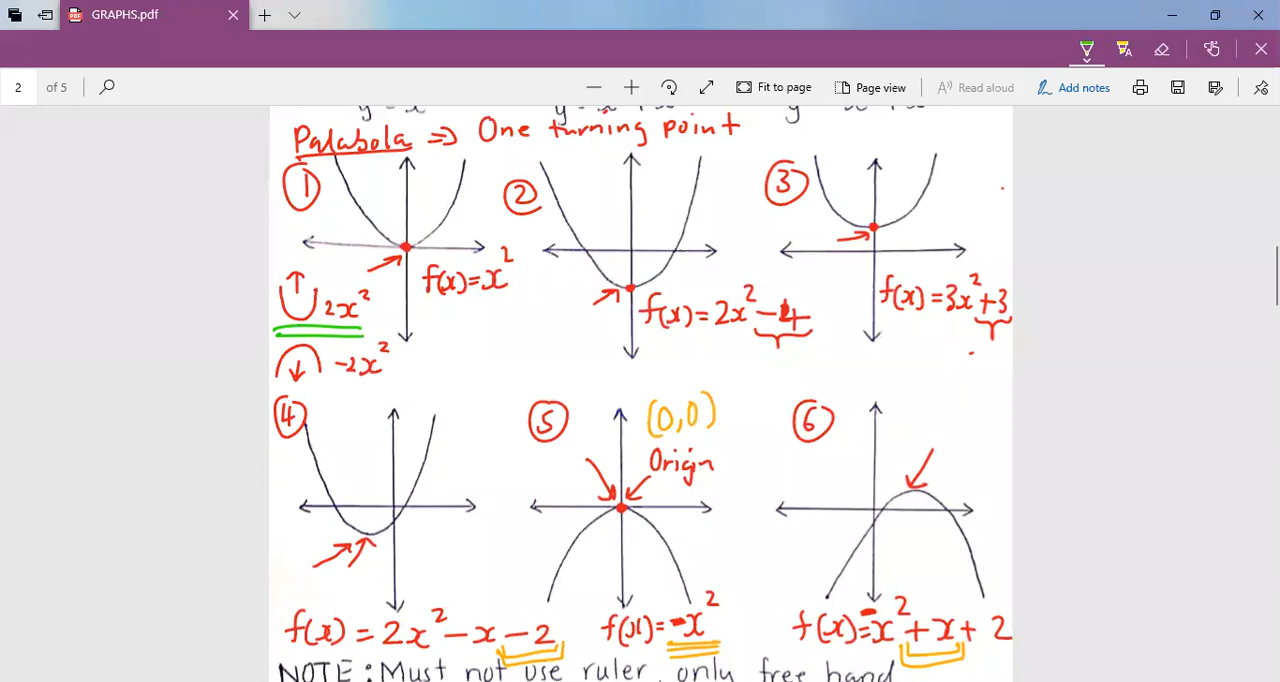 GRAPHS.pdf
2 of 5
Fit to page
Page view
Read aloud
Add notes
Palabola => One turning point
① ② ③
f(x)=x²
2x²
f(x)=2x²-4
f(x)=3x²+3
-2x²
④ ⑤ (0,0) ⑥
Origin
f(x)=2x²-x-2
f(x)=-x²
f(x)=-x²+x+2
NOTE: Must not use ruler, only free hand